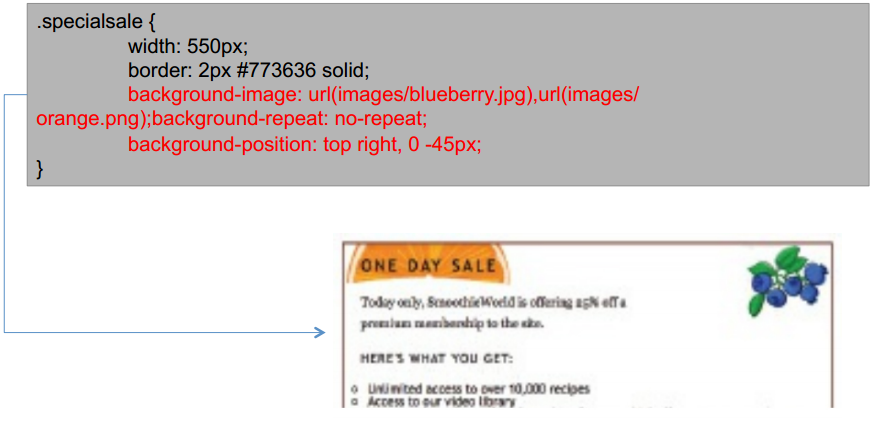 .specialsale {
width: 550px;
border: 2px #773636 solid;
background-image: url(images/blueberry.jpg),url(images/
orange.png);background-repeat: no-repeat;
background-position: top right, 0 -45px;
}
ONE DAY SALE
Today only, SmoothieWorld is offering 25% off a
premium membership to the site.
HERE'S WHAT YOU GET:
Unlimited access to over 10,000 recipes
Access to our video library